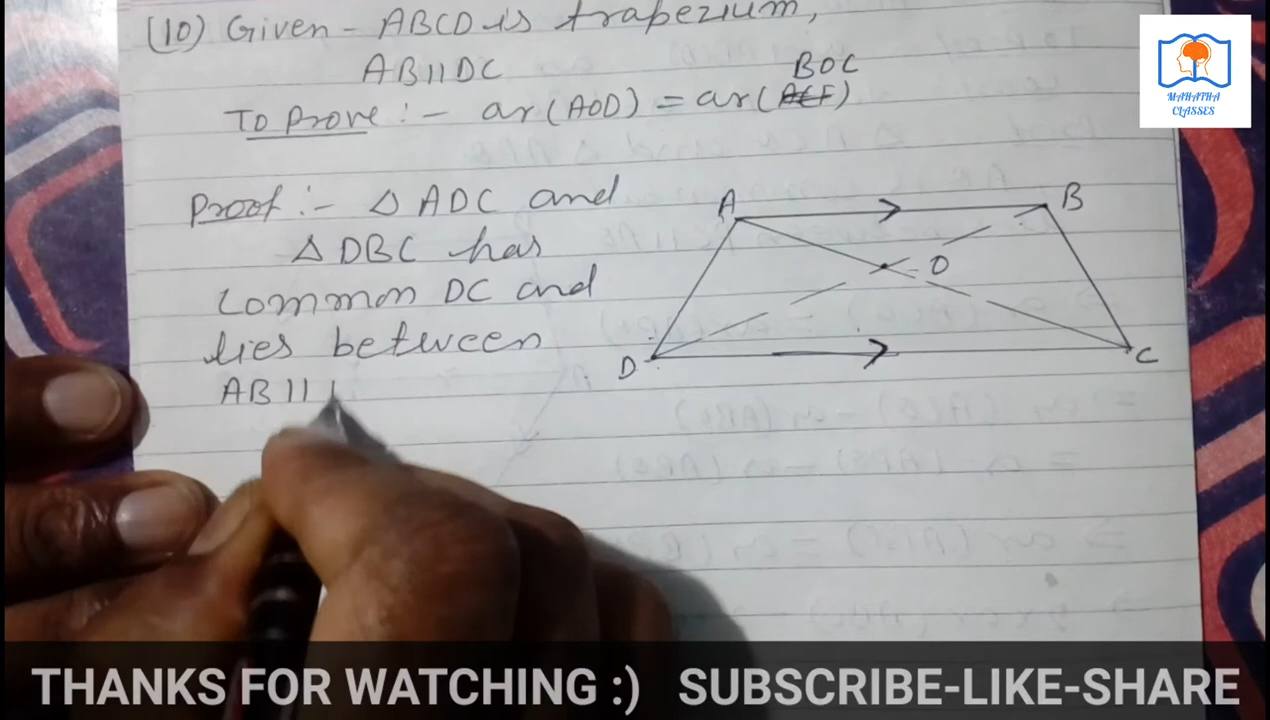 (10) Given - ABCD is trapezium,
AB || DC
BOC
To Prove :- ar (AOD) = ar ( )
Proof :- △ ADC and
△ DBC has
common DC and
lies between
AB ||
A
B
O
D
C
MAHATHA
CLASSES
THANKS FOR WATCHING :) SUBSCRIBE-LIKE-SHARE